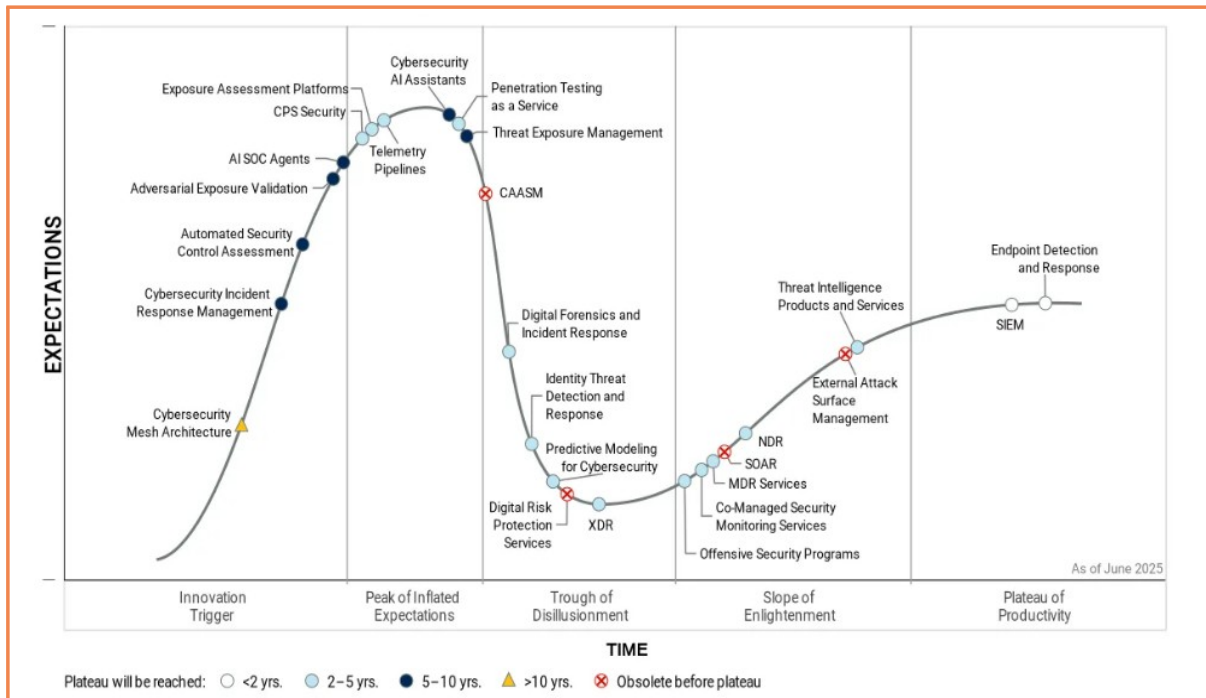 Cybersecurity
AI Assistants
Exposure Assessment Platforms
Penetration Testing
as a Service
CPS Security
Threat Exposure Management
Telemetry
Pipelines
AI SOC Agents
Adversarial Exposure Validation
CAASM
Automated Security
Control Assessment
Endpoint Detection
and Response
Cybersecurity Incident
Response Management
Threat Intelligence
Products and Services
SIEM
Digital Forensics and
Incident Response
Identity Threat
Detection and
Response
External Attack
Surface
Management
Cybersecurity
Mesh Architecture
Predictive Modeling
for Cybersecurity
NDR
SOAR
MDR Services
Digital Risk
Protection
Services
XDR
Co-Managed Security
Monitoring Services
Offensive Security Programs
EXPECTATIONS
As of June 2025
Innovation
Trigger
Peak of Inflated
Expectations
Trough of
Disillusionment
Slope of
Enlightenment
Plateau of
Productivity
TIME
Plateau will be reached: <2 yrs. 2–5 yrs. 5–10 yrs. >10 yrs. Obsolete before plateau